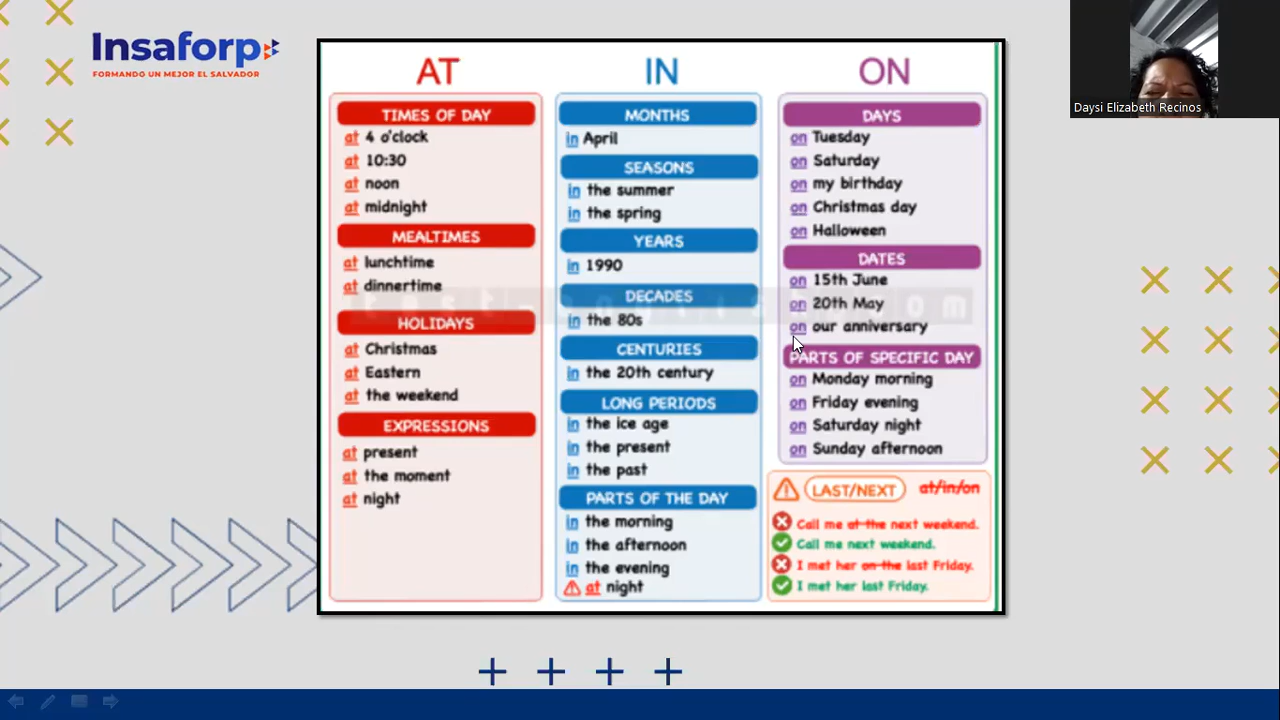 Insaforp
FORMANDO UN MEJOR EL SALVADOR
Daysi Elizabeth Recinos
AT
TIMES OF DAY
at 4 o'clock
at 10:30
at noon
at midnight
MEALTIMES
at lunchtime
at dinnertime
HOLIDAYS
at Christmas
at Eastern
at the weekend
EXPRESSIONS
at present
at the moment
at night
IN
MONTHS
in April
SEASONS
in the summer
in the spring
YEARS
in 1990
DECADES
in the 80s
CENTURIES
in the 20th century
LONG PERIODS
in the ice age
in the present
in the past
PARTS OF THE DAY
in the morning
in the afternoon
in the evening
at night
ON
DAYS
on Tuesday
on Saturday
on my birthday
on Christmas day
on Halloween
DATES
on 15th June
on 20th May
on our anniversary
PARTS OF SPECIFIC DAY
on Monday morning
on Friday evening
on Saturday night
on Sunday afternoon
LAST/NEXT at/in/on
Call me at the next weekend.
Call me next weekend.
I met her on the last Friday.
I met her last Friday.